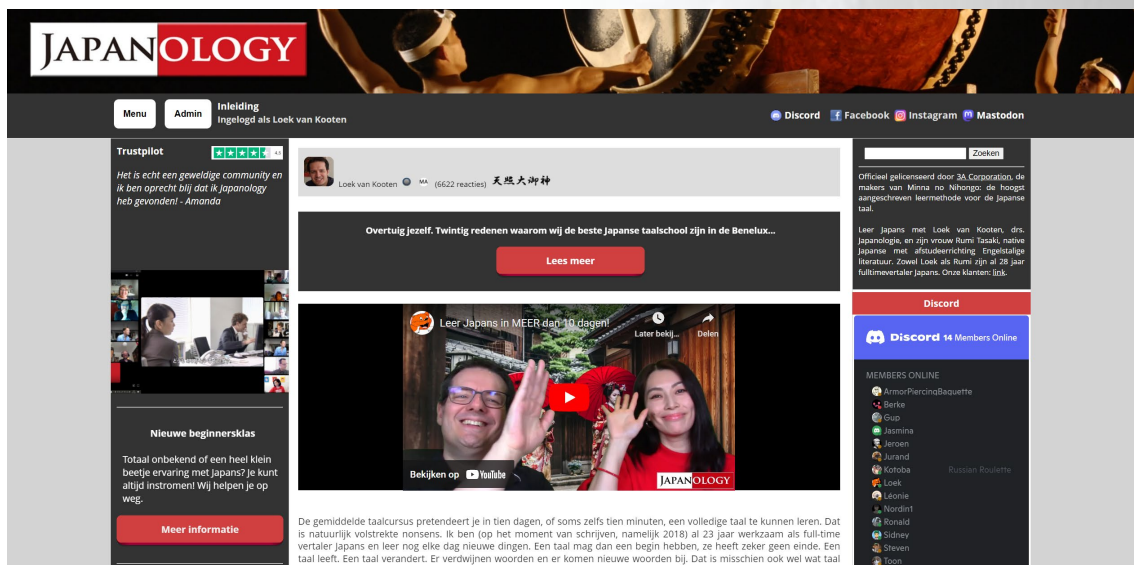 JAPANOLOGY
Menu
Admin
Inleiding
Ingelogd als Loek van Kooten
Discord
Facebook
Instagram
Mastodon
Trustpilot
4.5
Het is echt een geweldige community en
ik ben oprecht blij dat ik Japanology
heb gevonden! - Amanda
Nieuwe beginnersklas
Totaal onbekend of een heel klein
beetje ervaring met Japans? Je kunt
altijd instromen! Wij helpen je op
weg.
Meer informatie
Loek van Kooten
MA
(6622 reacties)
天照大御神
Overtuig jezelf. Twintig redenen waarom wij de beste Japanse taalschool zijn in de Benelux...
Lees meer
Leer Japans in MEER dan 10 dagen!
Later bekij...
Delen
Bekijken op YouTube
JAPANOLOGY
De gemiddelde taalcursus pretendeert je in tien dagen, of soms zelfs tien minuten, een volledige taal te kunnen leren. Dat
is natuurlijk volstrekte nonsens. Ik ben (op het moment van schrijven, namelijk 2018) al 23 jaar werkzaam als full-time
vertaler Japans en leer nog elke dag nieuwe dingen. Een taal mag dan een begin hebben, ze heeft zeker geen einde. Een
taal leeft. Een taal verandert. Er verdwijnen woorden en er komen nieuwe woorden bij. Dat is misschien ook wel wat taal
Zoeken
Officieel gelicenseerd door 3A Corporation, de
makers van Minna no Nihongo: de hoogst
aangeschreven leermethode voor de Japanse
taal.
Leer Japans met Loek van Kooten, drs.
Japanologie, en zijn vrouw Rumi Tasaki, native
Japanse met afstudeerrichting Engelstalige
literatuur. Zowel Loek als Rumi zijn al 28 jaar
fulltimevertaler Japans. Onze klanten: link.
Discord
Discord 14 Members Online
MEMBERS ONLINE
ArmorPiercingBaguette
Berke
Gup
Jasmina
Jeroen
Jurand
Kotoba Russian Roulette
Loek
Léonie
Nordin1
Ronald
Sidney
Steven
Toon